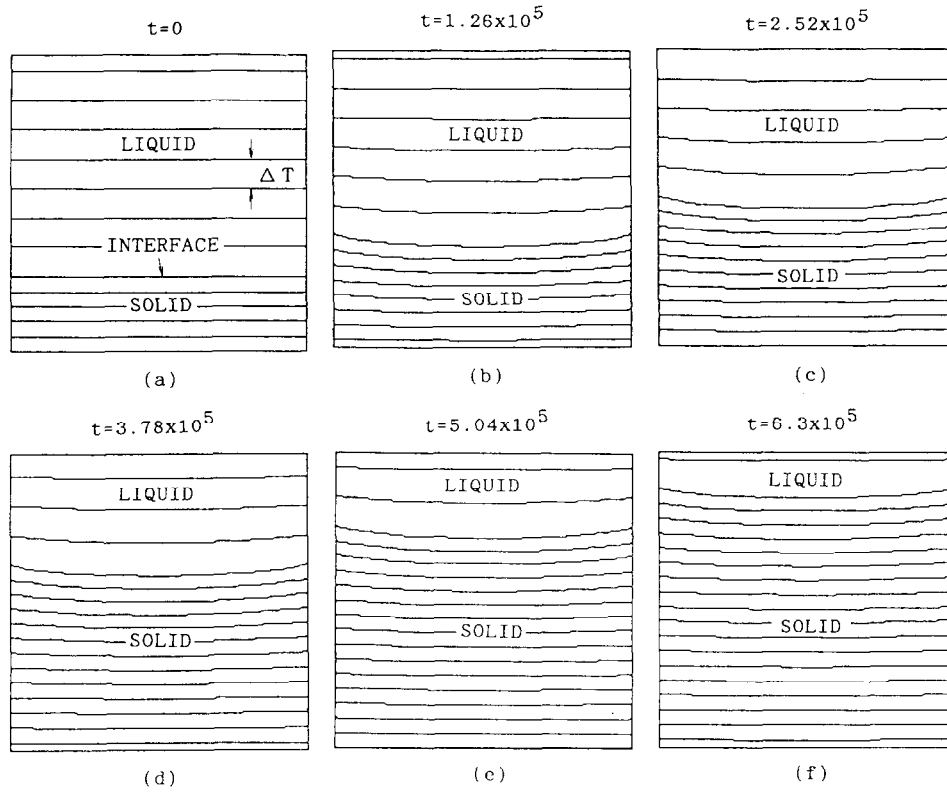 t=0
LIQUID
ΔT
INTERFACE
SOLID
(a)
t=1.26x10^5
LIQUID
SOLID
(b)
t=2.52x10^5
LIQUID
SOLID
(c)
t=3.78x10^5
LIQUID
SOLID
(d)
t=5.04x10^5
LIQUID
SOLID
(e)
t=6.3x10^5
LIQUID
SOLID
(f)